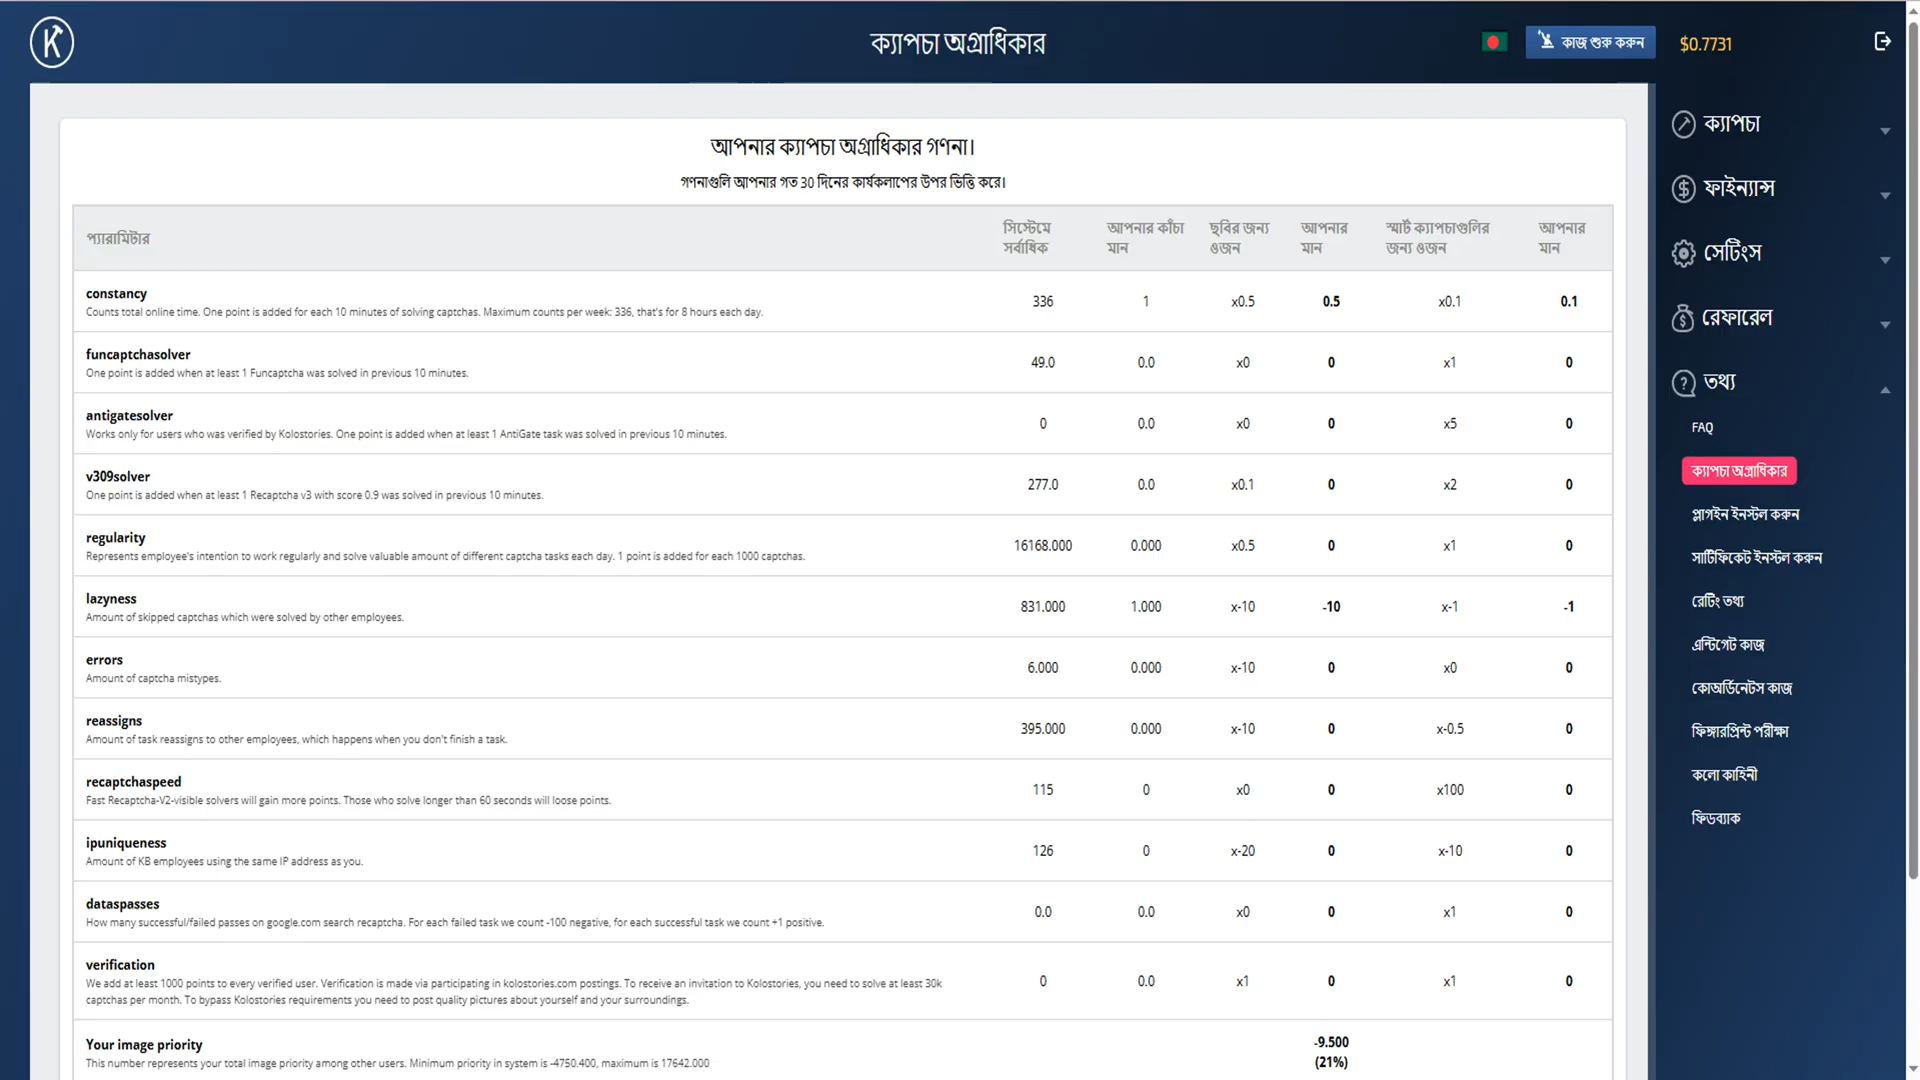 K
ক্যাপচা অগ্রাধিকার
কাজ শুরু করুন
$0.7731
আপনার ক্যাপচা অগ্রাধিকার গণনা।
গণনাগুলি আপনার গত 30 দিনের কার্যকলাপের উপর ভিত্তি করে।
প্যারামিটার
সিস্টেমে সর্বাধিক
আপনার কাঁচা মান
ছবির জন্য ওজন
আপনার মান
স্মার্ট ক্যাপচাগুলির জন্য ওজন
আপনার মান
constancy
Counts total online time. One point is added for each 10 minutes of solving captchas. Maximum counts per week: 336, that's for 8 hours each day.
336 1 x0.5 0.5 x0.1 0.1
funcaptchasolver
One point is added when at least 1 Funcaptcha was solved in previous 10 minutes.
49.0 0.0 x0 0 x1 0
antigatesolver
Works only for users who was verified by Kolostories. One point is added when at least 1 AntiGate task was solved in previous 10 minutes.
0 0.0 x0 0 x5 0
v309solver
One point is added when at least 1 Recaptcha v3 with score 0.9 was solved in previous 10 minutes.
277.0 0.0 x0.1 0 x2 0
regularity
Represents employee's intention to work regularly and solve valuable amount of different captcha tasks each day. 1 point is added for each 1000 captchas.
16168.000 0.000 x0.5 0 x1 0
lazyness
Amount of skipped captchas which were solved by other employees.
831.000 1.000 x-10 -10 x-1 -1
errors
Amount of captcha mistypes.
6.000 0.000 x-10 0 x0 0
reassigns
Amount of task reassigns to other employees, which happens when you don't finish a task.
395.000 0.000 x-10 0 x-0.5 0
recaptchaspeed
Fast Recaptcha-V2-visible solvers will gain more points. Those who solve longer than 60 seconds will loose points.
115 0 x0 0 x100 0
ipuniqueness
Amount of KB employees using the same IP address as you.
126 0 x-20 0 x-10 0
dataspasses
How many successful/failed passes on google.com search recaptcha. For each failed task we count -100 negative, for each successful task we count +1 positive.
0.0 0.0 x0 0 x1 0
verification
We add at least 1000 points to every verified user. Verification is made via participating in kolostories.com postings. To receive an invitation to Kolostories, you need to solve at least 30k
captchas per month. To bypass Kolostories requirements you need to post quality pictures about yourself and your surroundings.
0 0.0 x1 0 x1 0
Your image priority
This number represents your total image priority among other users. Minimum priority in system is -4750.400, maximum is 17642.000
-9.500
(21%)
ক্যাপচা
ফাইন্যান্স
সেটিংস
রেফারেল
তথ্য
FAQ
ক্যাপচা অগ্রাধিকার
প্লাগইন ইনস্টল করুন
সার্টিফিকেট ইনস্টল করুন
রেটিং তথ্য
এন্টিগেট কাজ
কোঅর্ডিনেটস কাজ
ফিঙ্গারপ্রিন্ট পরীক্ষা
কলো কাহিনী
ফিডব্যাক